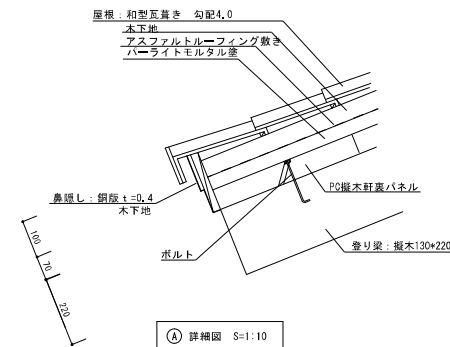 屋根：和型瓦葺き 勾配4.0
木下地
アスファルトルーフィング敷き
パーライトモルタル塗
鼻隠し：銅版 t=0.4
木下地
PC擬木軒裏パネル
ボルト
登り梁：擬木130*220
100
70
220
A 詳細図 S=1:10